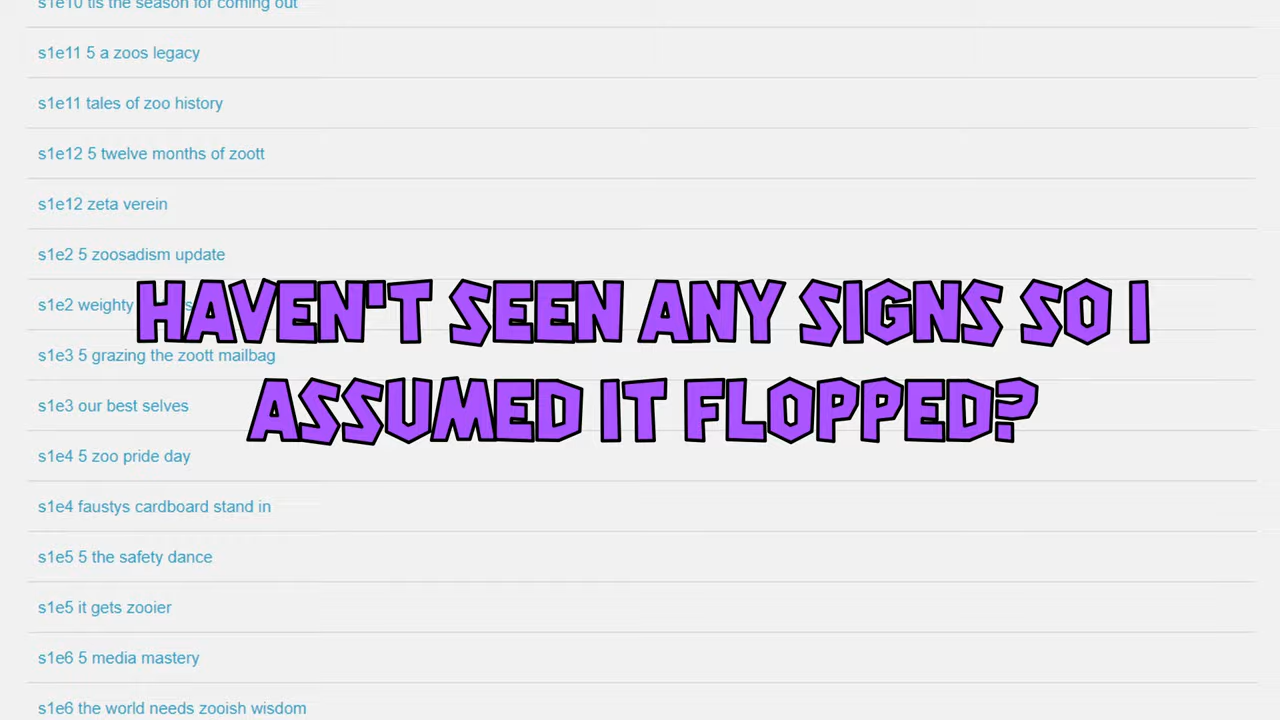 s1e10 tis the season for coming out
s1e11 5 a zoos legacy
s1e11 tales of zoo history
s1e12 5 twelve months of zoott
s1e12 zeta verein
s1e2 5 zoosadism update
s1e2 weighty
HAVEN'T SEEN ANY SIGNS SO I
s1e3 5 grazing the zoott mailbag
s1e3 our best selves
ASSUMED IT FLOPPED?
s1e4 5 zoo pride day
s1e4 faustys cardboard stand in
s1e5 5 the safety dance
s1e5 it gets zooier
s1e6 5 media mastery
s1e6 the world needs zooish wisdom